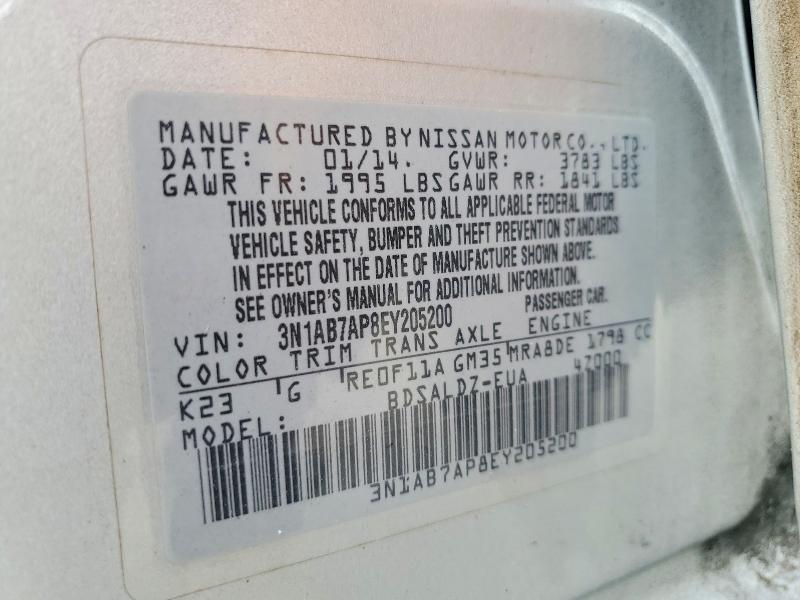 MANUFACTURED BY NISSAN MOTOR CO., LTD.
DATE: 01/14. GVWR: 3783 LBS
GAWR FR: 1995 LBS GAWR RR: 1841 LBS
THIS VEHICLE CONFORMS TO ALL APPLICABLE FEDERAL MOTOR
VEHICLE SAFETY, BUMPER AND THEFT PREVENTION STANDARDS
IN EFFECT ON THE DATE OF MANUFACTURE SHOWN ABOVE.
SEE OWNER'S MANUAL FOR ADDITIONAL INFORMATION.
VIN: 3N1AB7AP8EY205200 PASSENGER CAR.
COLOR TRIM TRANS AXLE ENGINE
K23 G RE0F11A GM35 MRA8DE 1798 CC
MODEL: BDSALDZ-EUA 47000
3N1AB7AP8EY205200